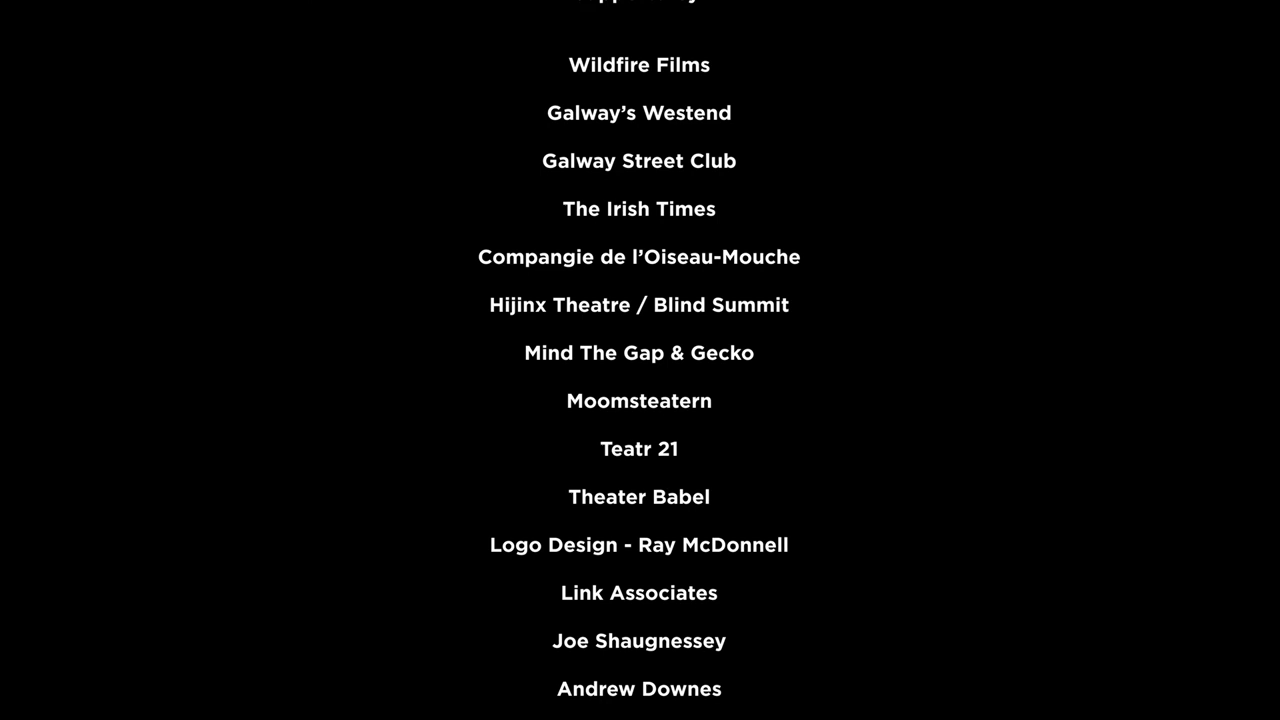 Wildfire Films
Galway’s Westend
Galway Street Club
The Irish Times
Compangie de l’Oiseau-Mouche
Hijinx Theatre / Blind Summit
Mind The Gap & Gecko
Moomsteatern
Teatr 21
Theater Babel
Logo Design - Ray McDonnell
Link Associates
Joe Shaugnessey
Andrew Downes